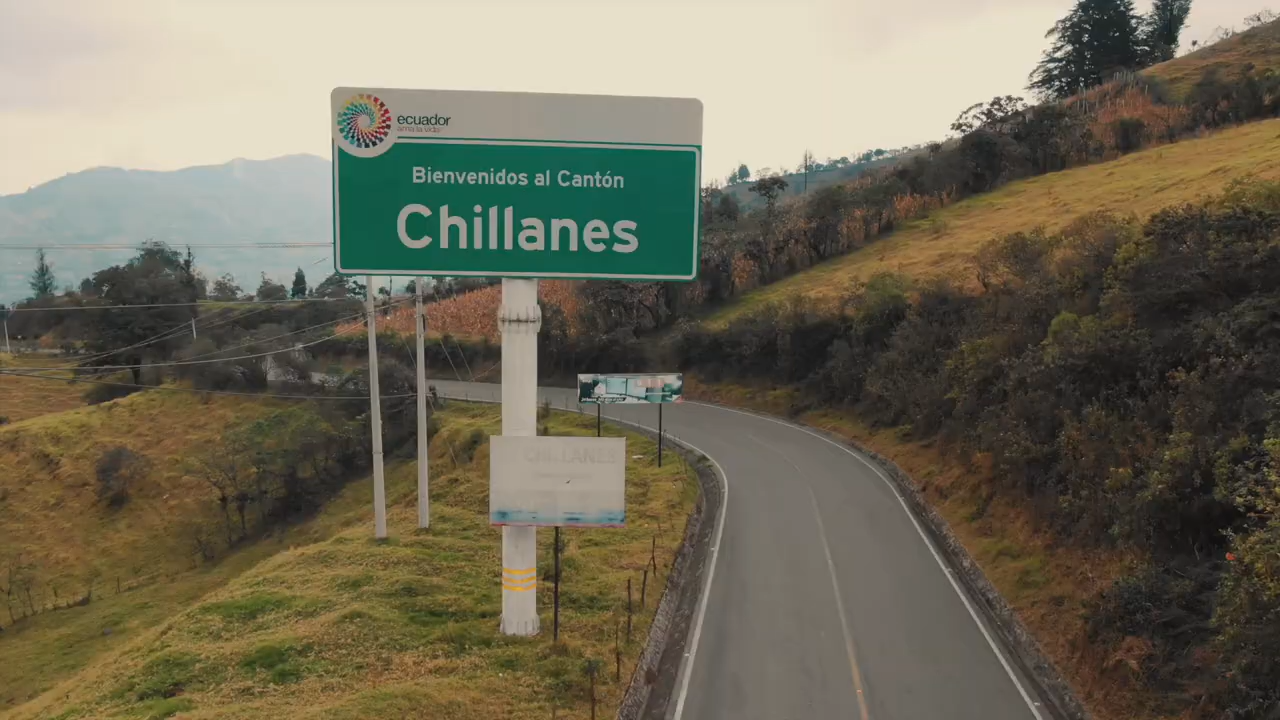 ecuador
ama la vida
Bienvenidos al Cantón
Chillanes
CHILLANES